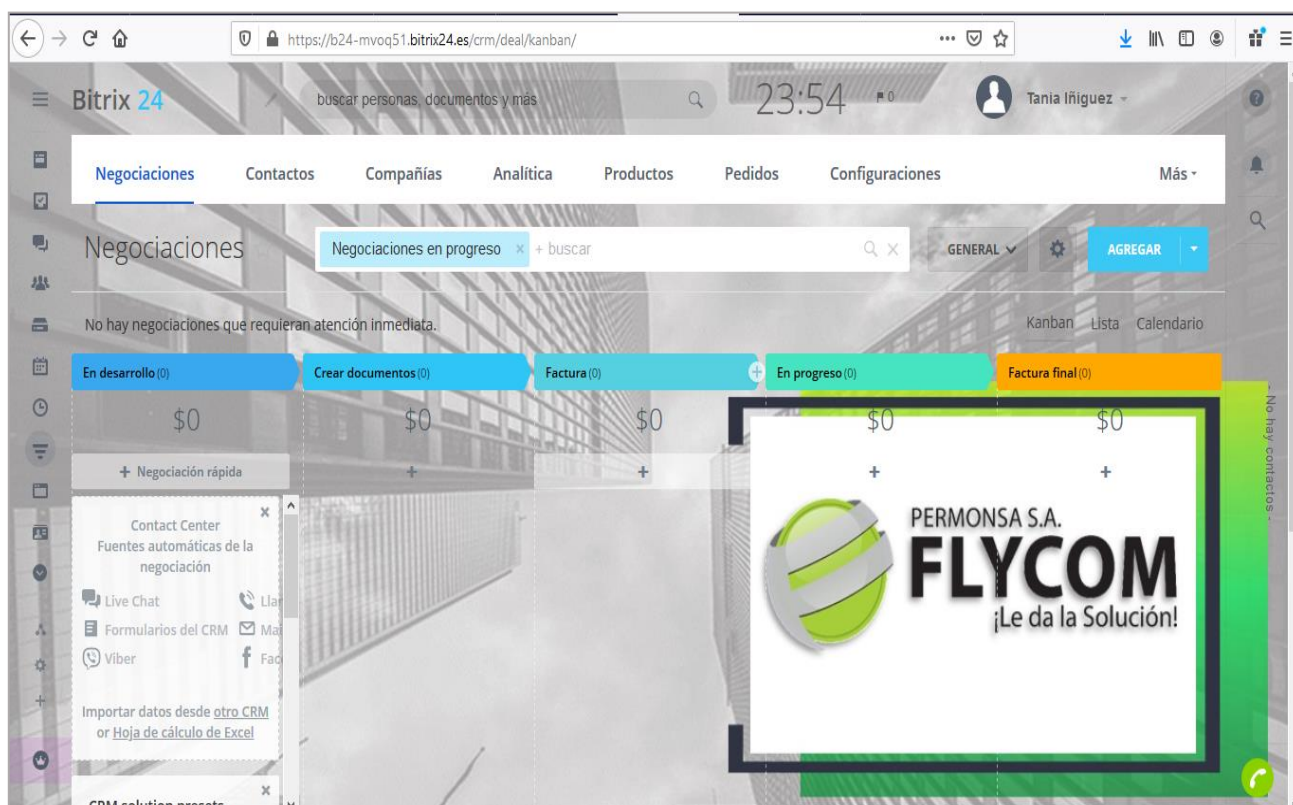 https://b24-mvoq51.bitrix24.es/crm/deal/kanban/
Bitrix 24
buscar personas, documentos y más
23:54
0
Tania Iñiguez
Negociaciones
Contactos
Compañías
Analítica
Productos
Pedidos
Configuraciones
Más
Negociaciones
Negociaciones en progreso × + buscar
GENERAL
AGREGAR
No hay negociaciones que requieran atención inmediata.
Kanban
Lista
Calendario
En desarrollo (0)
Crear documentos (0)
Factura (0)
En progreso (0)
Factura final (0)
$0
$0
$0
$0
$0
+ Negociación rápida
+
+
+
+
Contact Center
Fuentes automáticas de la
negociación
Live Chat
Formularios del CRM
Viber
Importar datos desde otro CRM
or Hoja de cálculo de Excel
CRM solution presets
PERMONSA S.A.
FLYCOM
¡Le da la Solución!
- No hay contactos -